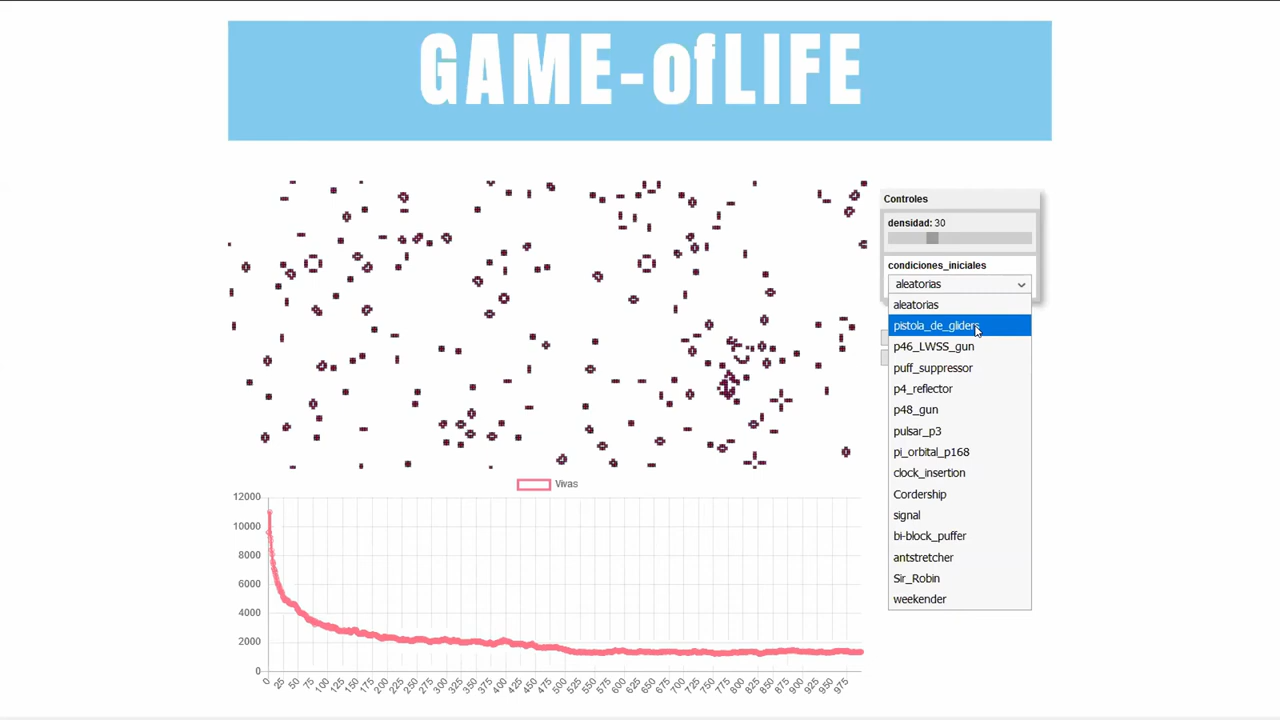 GAME-ofLIFE
Controles
densidad: 30
condiciones_iniciales
aleatorias
aleatorias
pistola_de_gliders
p46_LWSS_gun
puff_suppressor
p4_reflector
p48_gun
pulsar_p3
pi_orbital_p168
clock_insertion
Cordership
signal
bi-block_puffer
antstretcher
Sir_Robin
weekender
Vivas
12000
10000
8000
6000
4000
2000
0
0 25 50 75 100 125 150 175 200 225 250 275 300 325 350 375 400 425 450 475 500 525 550 575 600 625 650 675 700 725 750 775 800 825 850 875 900 925 950 975